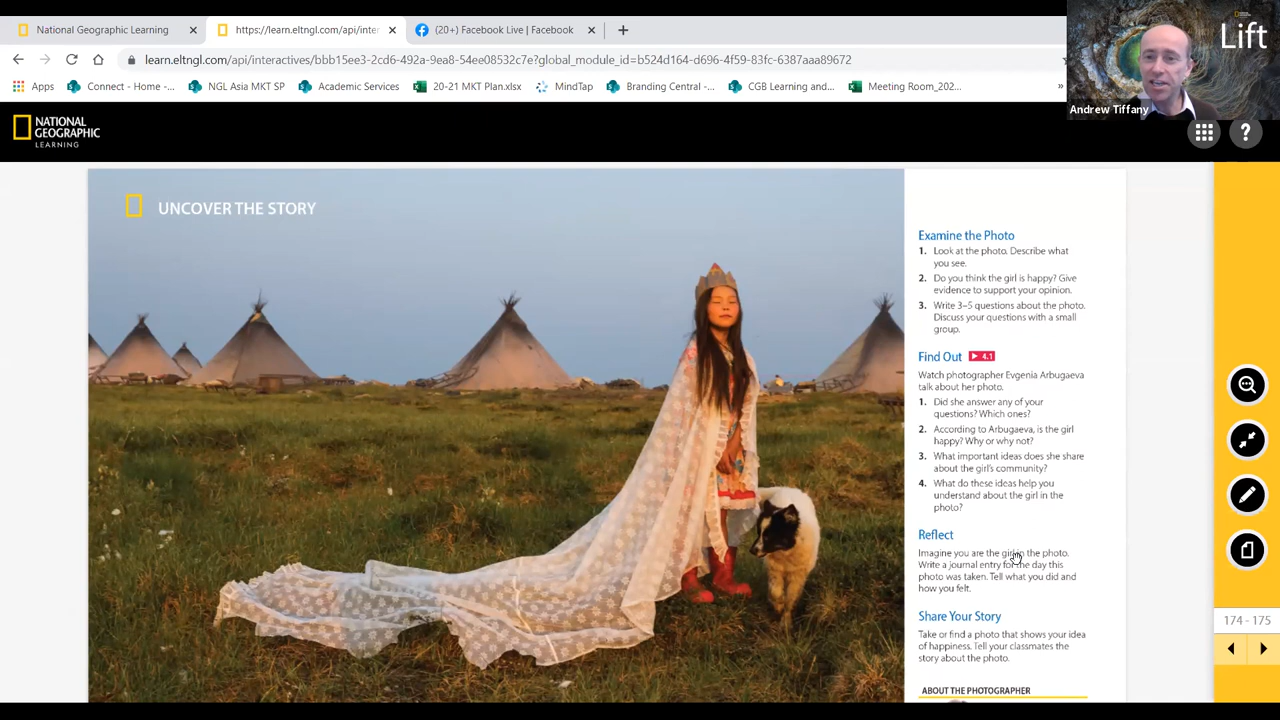 National Geographic Learning
https://learn.eltngl.com/api/inter
(20+) Facebook Live | Facebook
learn.eltngl.com/api/interactives/bbb15ee3-2cd6-492a-9ea8-54ee08532c1e?global_module_id=b524d164-d696-4f59-83fc-6387aaa89672
Apps
Connect - Home -...
NGL Asia MKT SP
Academic Services
20-21 MKT Plan.xlsx
MindTap
Branding Central -...
CGB Learning and...
Meeting Room_202...
»
Lift
Andrew Tiffany
NATIONAL
GEOGRAPHIC
LEARNING
?
UNCOVER THE STORY
Examine the Photo
1. Look at the photo. Describe what
you see.
2. Do you think the girl is happy? Give
evidence to support your opinion.
3. Write 3–5 questions about the photo.
Discuss your questions with a small
group.
Find Out 4.1
Watch photographer Evgenia Arbugaeva
talk about her photo.
1. Did she answer any of your
questions? Which ones?
2. According to Arbugaeva, is the girl
happy? Why or why not?
3. What important ideas does she share
about the girl's community?
4. What do these ideas help you
understand about the girl in the
photo?
Reflect
Imagine you are the girl in the photo.
Write a journal entry for the day this
photo was taken. Tell what you did and
how you felt.
Share Your Story
Take or find a photo that shows your idea
of happiness. Tell your classmates the
story about the photo.
ABOUT THE PHOTOGRAPHER
174 - 175